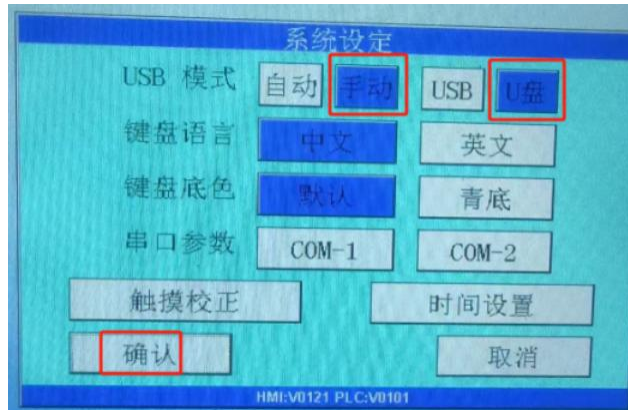 系统设定
USB 模式 自动 手动 USB U盘
键盘语言 中文 英文
键盘底色 默认 青底
串口参数 COM-1 COM-2
触摸校正 时间设置
确认 取消
HMI:V0121 PLC:V0101